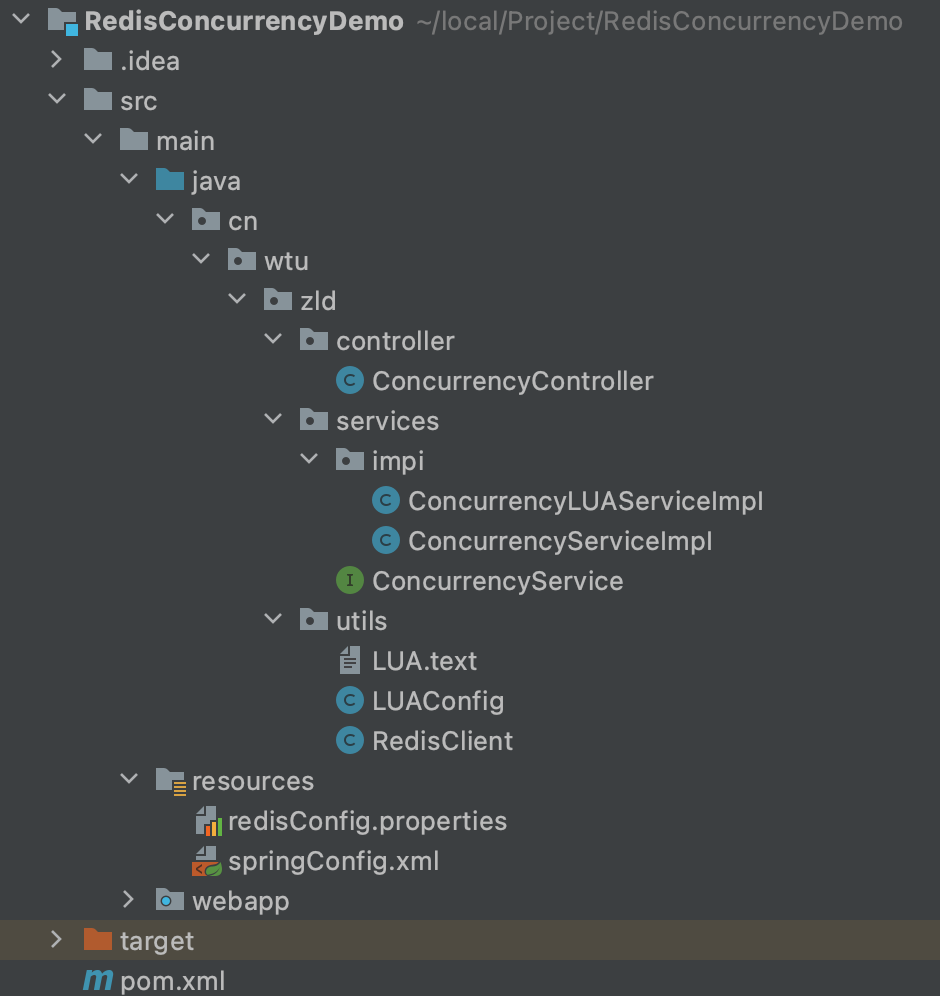 RedisConcurrencyDemo ~/local/Project/RedisConcurrencyDemo
.idea
src
main
java
cn
wtu
zld
controller
C ConcurrencyController
services
impi
C ConcurrencyLUAServiceImpl
C ConcurrencyServiceImpl
I ConcurrencyService
utils
LUA.text
C LUAConfig
C RedisClient
resources
redisConfig.properties
springConfig.xml
webapp
target
m pom.xml